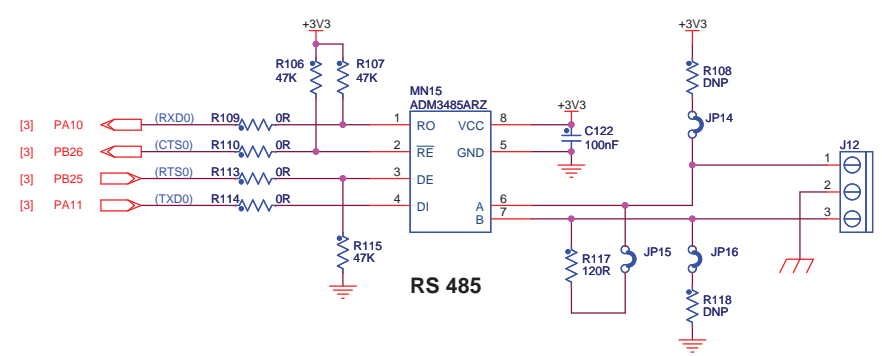 +3V3
+3V3
R106
47K
R107
47K
R108
DNP
MN15
ADM3485ARZ
+3V3
JP14
C122
100nF
J12
[3] PA10 (RXD0) R109 0R 1 RO VCC 8
[3] PB26 (CTS0) R110 0R 2 RE GND 5
[3] PB25 (RTS0) R113 0R 3 DE
[3] PA11 (TXD0) R114 0R 4 DI A 6
B 7
1
2
3
R115
47K
R117
120R
JP15
JP16
RS 485
R118
DNP